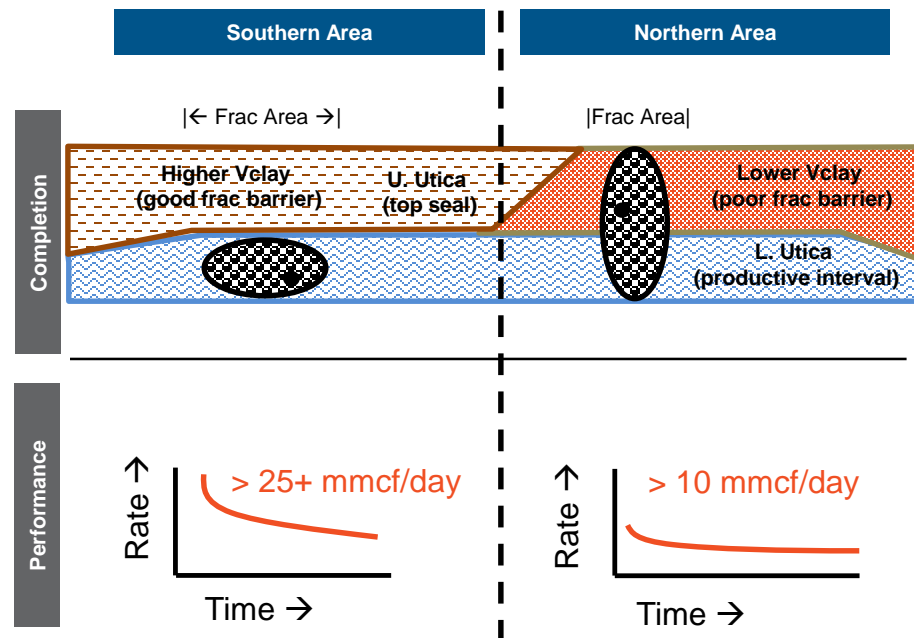 Southern Area
Northern Area
Completion
|← Frac Area →|
|Frac Area|
Higher Vclay
(good frac barrier)
U. Utica
(top seal)
Lower Vclay
(poor frac barrier)
L. Utica
(productive interval)
Performance
Rate →
> 25+ mmcf/day
Time →
Rate →
> 10 mmcf/day
Time →